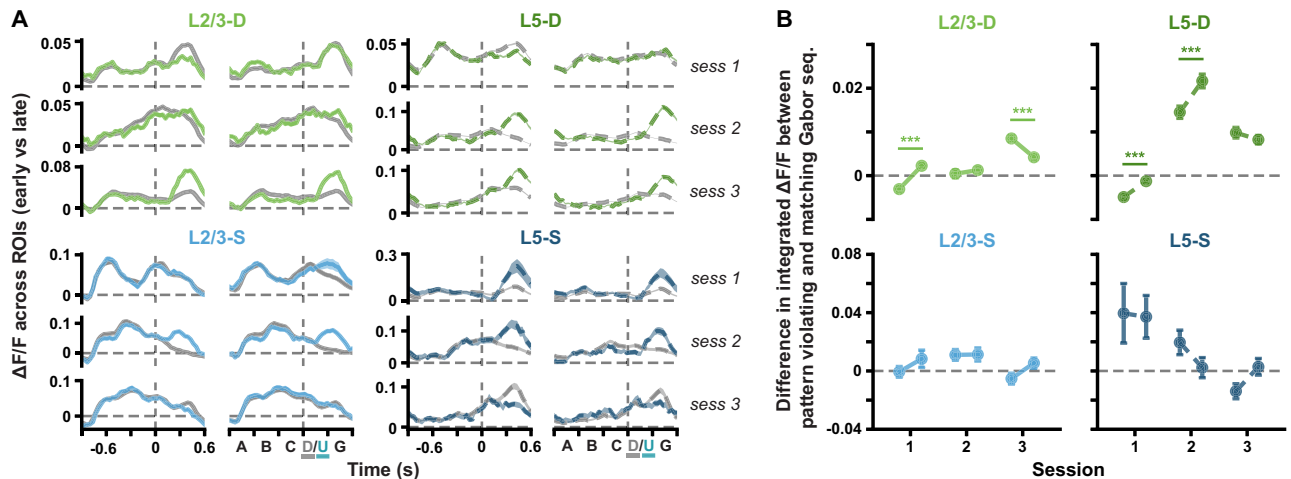 A
L2/3-D
L5-D
ΔF/F across ROIs (early vs late)
0.05
0
0.05
0
sess 1
0.05
0
0.1
0
sess 2
0.08
0
0.1
0
sess 3
L2/3-S
L5-S
0.1
0
0.3
0
sess 1
0.1
0
0.1
0
sess 2
0.1
0
0.1
0
sess 3
-0.6 0 0.6 A B C D/U G -0.6 0 0.6 A B C D/U G
Time (s)
B
L2/3-D
L5-D
Difference in integrated ΔF/F between
pattern violating and matching Gabor seq.
0.02
0
***
***
***
***
L2/3-S
L5-S
0.08
0.04
0
-0.04
1 2 3 1 2 3
Session